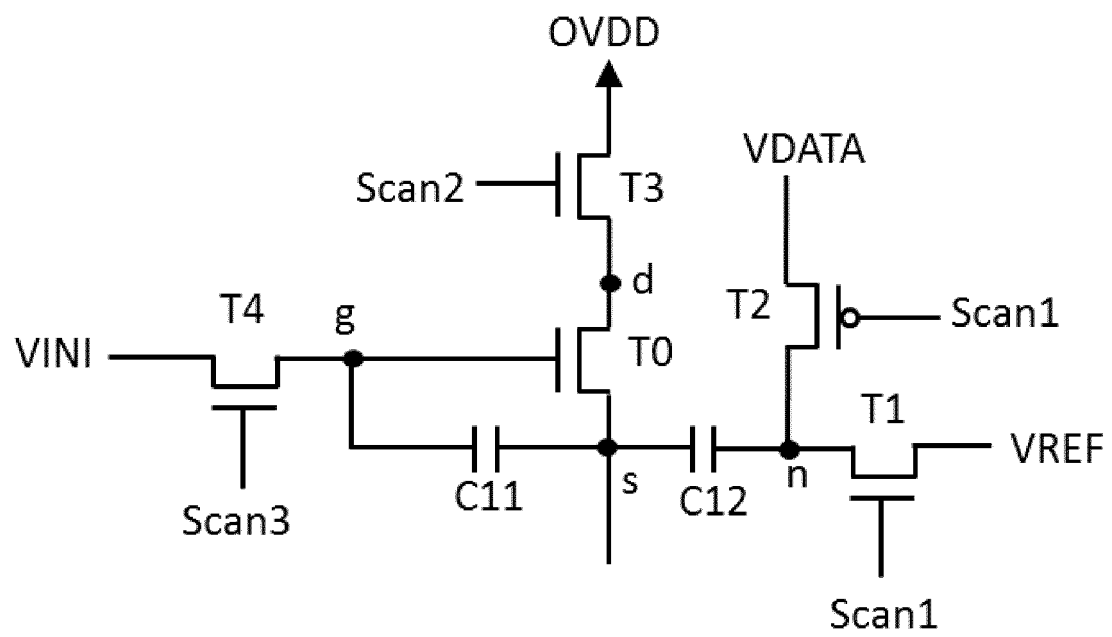 OVDD
VDATA
Scan2
T3
d
T4
g
T2
Scan1
VINI
T0
T1
VREF
C11
s
C12
n
Scan3
Scan1